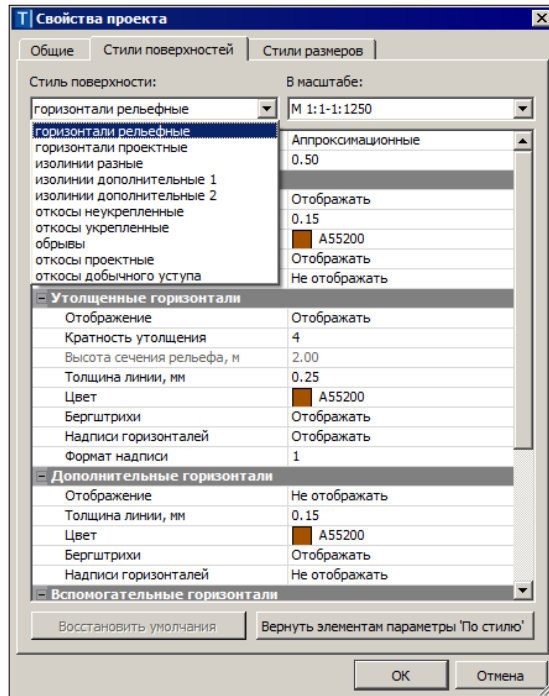 T Свойства проекта
Общие Стили поверхностей Стили размеров
Стиль поверхности: В масштабе:
горизонтали рельефные М 1:1-1:1250
горизонтали рельефные
горизонтали проектные
изолинии разные
изолинии дополнительные 1
изолинии дополнительные 2
откосы неукрепленные
откосы укрепленные
обрывы
откосы проектные
откосы добычного уступа
Аппроксимационные
0.50
Отображать
0.15
A55200
Отображать
Не отображать
Утолщенные горизонтали
Отображение Отображать
Кратность утолщения 4
Высота сечения рельефа, м 2.00
Толщина линии, мм 0.25
Цвет A55200
Бергштрихи Отображать
Надписи горизонталей Отображать
Формат надписи 1
Дополнительные горизонтали
Отображение Не отображать
Толщина линии, мм 0.15
Цвет A55200
Бергштрихи Отображать
Надписи горизонталей Не отображать
Вспомогательные горизонтали
Восстановить умолчания Вернуть элементам параметры 'По стилю'
ОК Отмена